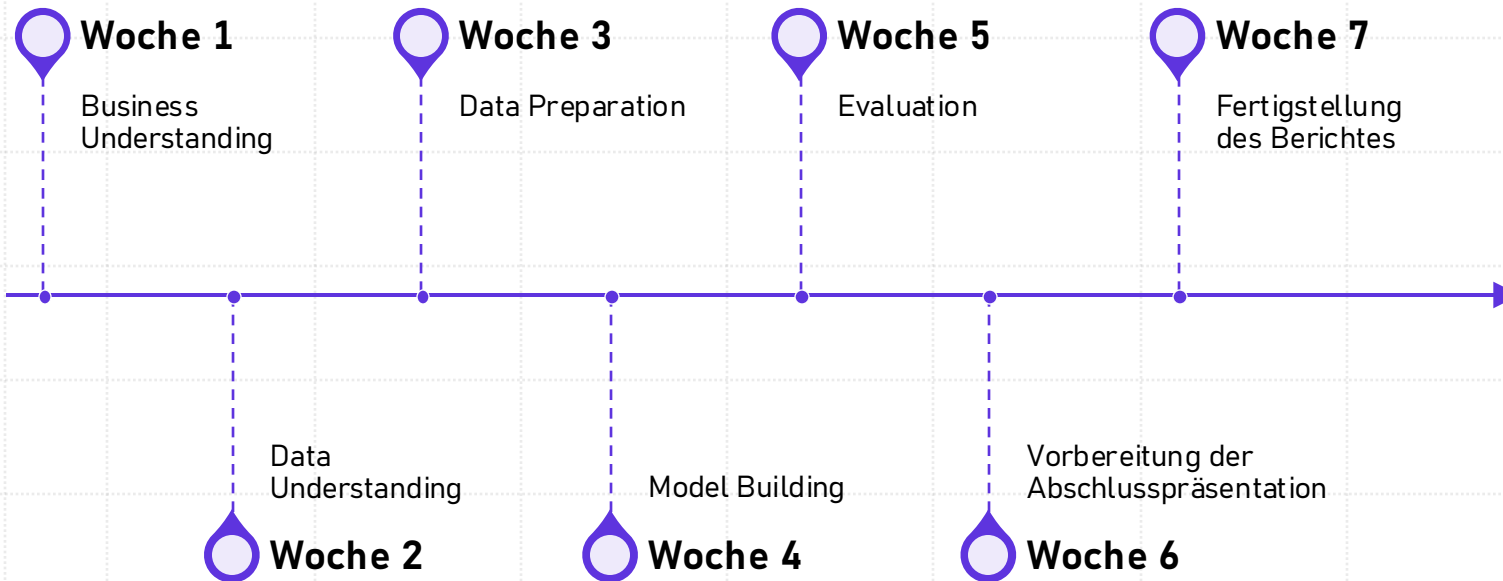 Woche 1
Business
Understanding
Woche 3
Data Preparation
Woche 5
Evaluation
Woche 7
Fertigstellung
des Berichtes
Data
Understanding
Woche 2
Model Building
Woche 4
Vorbereitung der
Abschlusspräsentation
Woche 6